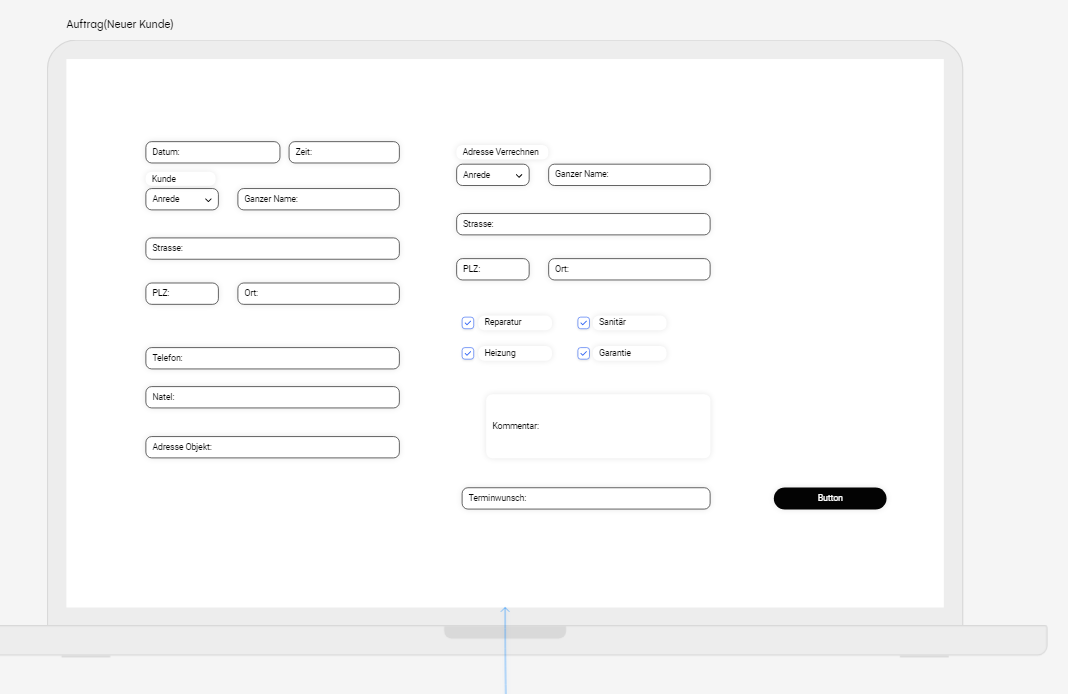 Auftrag(Neuer Kunde)
Datum:
Zeit:
Kunde
Anrede
Ganzer Name:
Strasse:
PLZ:
Ort:
Telefon:
Natel:
Adresse Objekt:
Adresse Verrechnen
Anrede
Ganzer Name:
Strasse:
PLZ:
Ort:
Reparatur
Sanitär
Heizung
Garantie
Kommentar:
Terminwunsch:
Button